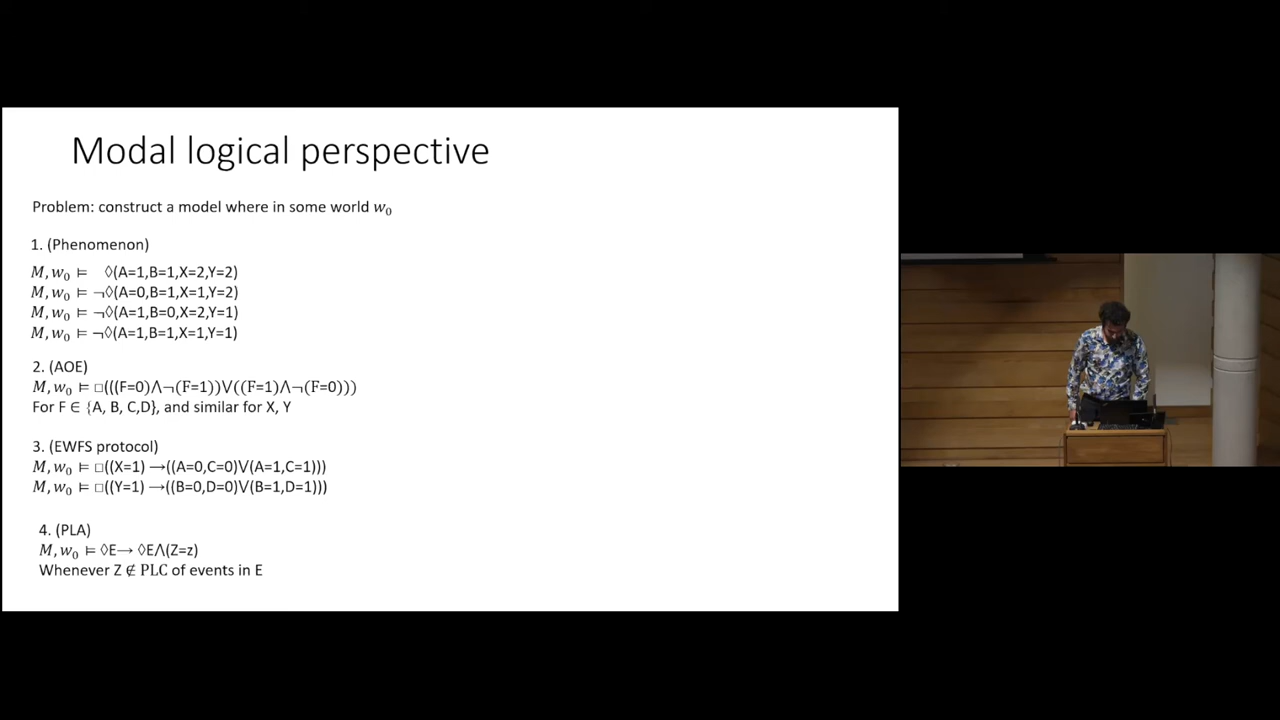 Modal logical perspective
Problem: construct a model where in some world w₀
1. (Phenomenon)
M, w₀ ⊨ ◊(A=1,B=1,X=2,Y=2)
M, w₀ ⊨ ¬◊(A=0,B=1,X=1,Y=2)
M, w₀ ⊨ ¬◊(A=1,B=0,X=2,Y=1)
M, w₀ ⊨ ¬◊(A=1,B=1,X=1,Y=1)
2. (AOE)
M, w₀ ⊨ □(((F=0)⋀¬(F=1))⋁((F=1)⋀¬(F=0)))
For F ∈ {A, B, C,D}, and similar for X, Y
3. (EWFS protocol)
M, w₀ ⊨ □((X=1) →((A=0,C=0)⋁(A=1,C=1)))
M, w₀ ⊨ □((Y=1) →((B=0,D=0)⋁(B=1,D=1)))
4. (PLA)
M, w₀ ⊨ ◊E→ ◊E⋀(Z=z)
Whenever Z ∉ PLC of events in E